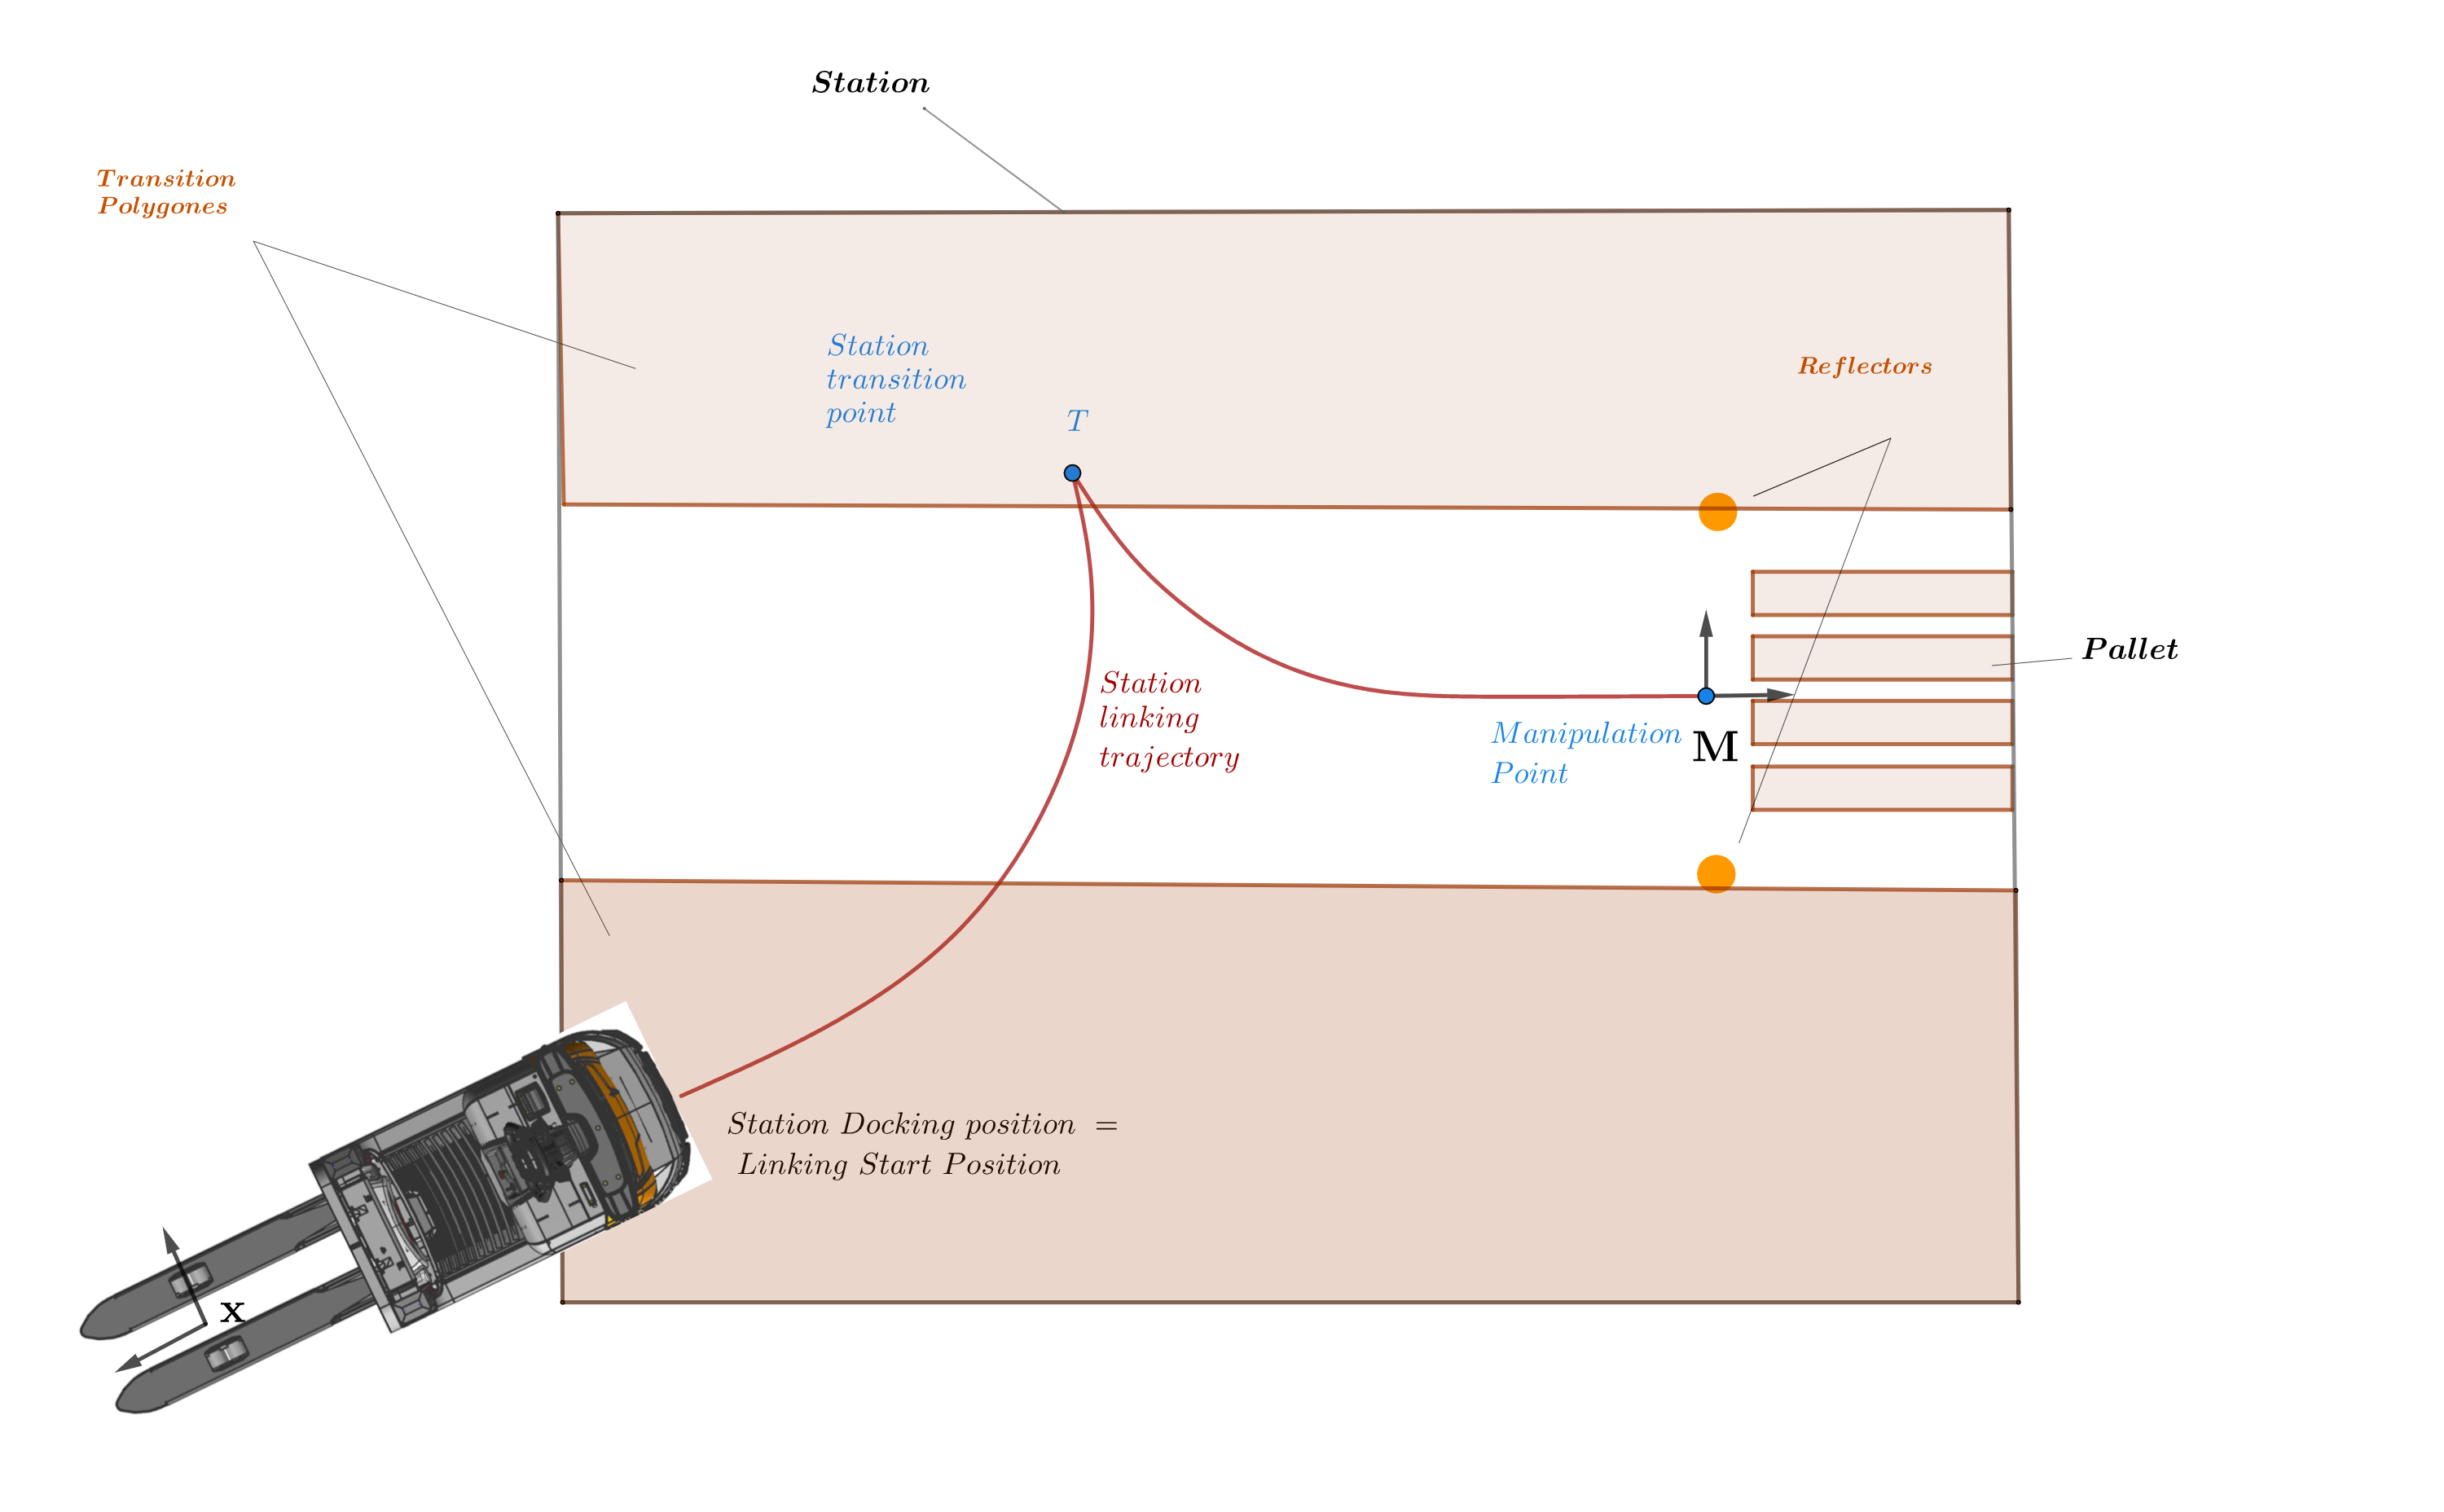 Station
Transition
Polygones
Station
transition
point
T
Reflectors
Pallet
Station
linking
trajectory
Manipulation
Point
M
Station Docking position =
Linking Start Position
x